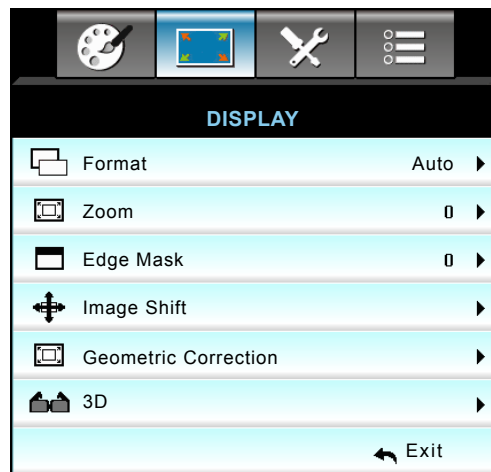 DISPLAY
Format Auto
Zoom 0
Edge Mask 0
Image Shift
Geometric Correction
3D
Exit